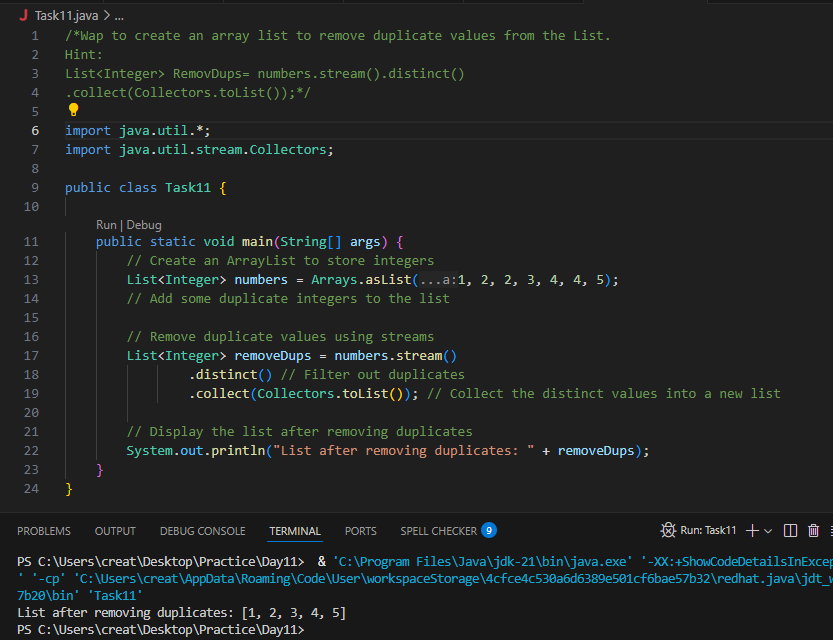 J Task11.java > ...
1 /*Wap to create an array list to remove duplicate values from the List.
2 Hint:
3 List<Integer> RemovDups= numbers.stream().distinct()
4 .collect(Collectors.toList());*/
5
6 import java.util.*;
7 import java.util.stream.Collectors;
8
9 public class Task11 {
10
Run | Debug
11 public static void main(String[] args) {
12 // Create an ArrayList to store integers
13 List<Integer> numbers = Arrays.asList(...a:1, 2, 2, 3, 4, 4, 5);
14 // Add some duplicate integers to the list
15
16 // Remove duplicate values using streams
17 List<Integer> removeDups = numbers.stream()
18 .distinct() // Filter out duplicates
19 .collect(Collectors.toList()); // Collect the distinct values into a new list
20
21 // Display the list after removing duplicates
22 System.out.println("List after removing duplicates: " + removeDups);
23 }
24 }
PROBLEMS OUTPUT DEBUG CONSOLE TERMINAL PORTS SPELL CHECKER 9 Run: Task11
PS C:\Users\creat\Desktop\Practice\Day11> & 'C:\Program Files\Java\jdk-21\bin\java.exe' '-XX:+ShowCodeDetailsInExcep
' '-cp' 'C:\Users\creat\AppData\Roaming\Code\User\workspaceStorage\4cfce4c530a6d6389e501cf6bae57b32\redhat.java\jdt_w
7b20\bin' 'Task11'
List after removing duplicates: [1, 2, 3, 4, 5]
PS C:\Users\creat\Desktop\Practice\Day11>